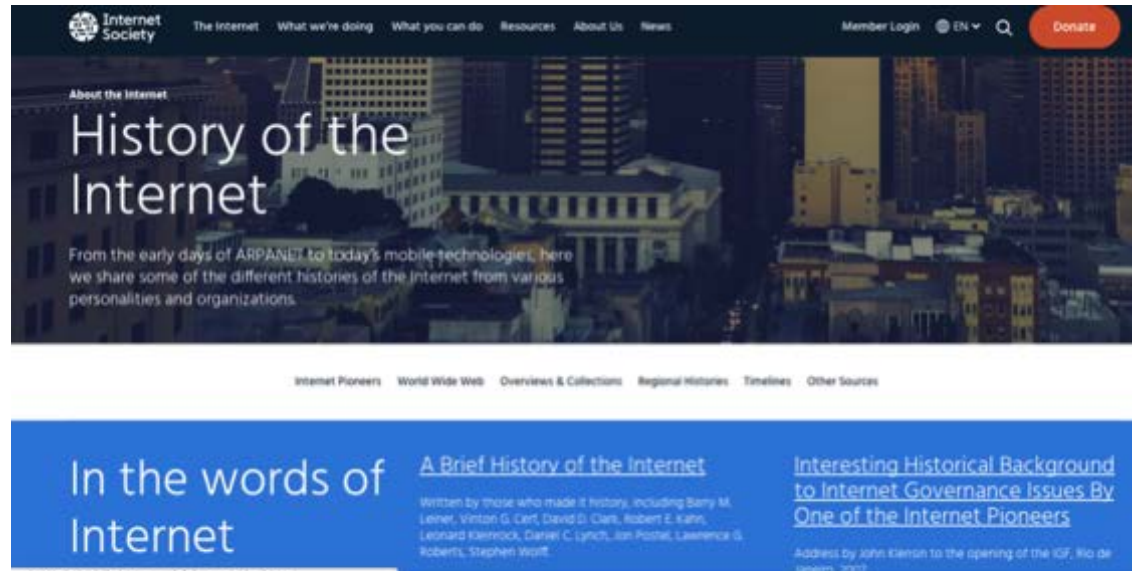 Internet
Society
The Internet What we're doing What you can do Resources About Us News
Member Login EN Donate
About the Internet
History of the
Internet
From the early days of ARPANET to today's mobile technologies, here
we share some of the different histories of the Internet from various
personalities and organizations.
Internet Pioneers World Wide Web Overviews & Collections Regional Histories Timelines Other Sources
In the words of
Internet
A Brief History of the Internet
Written by those who made it history, including Barry M.
Leiner, Vinton G. Cerf, David D. Clark, Robert E. Kahn,
Leonard Kleinrock, Daniel C. Lynch, Jon Postel, Lawrence G.
Roberts, Stephen Wolff.
Interesting Historical Background
to Internet Governance Issues By
One of the Internet Pioneers
Address by John Klensin to the opening of the IGF, Rio de
Janeiro, 2007